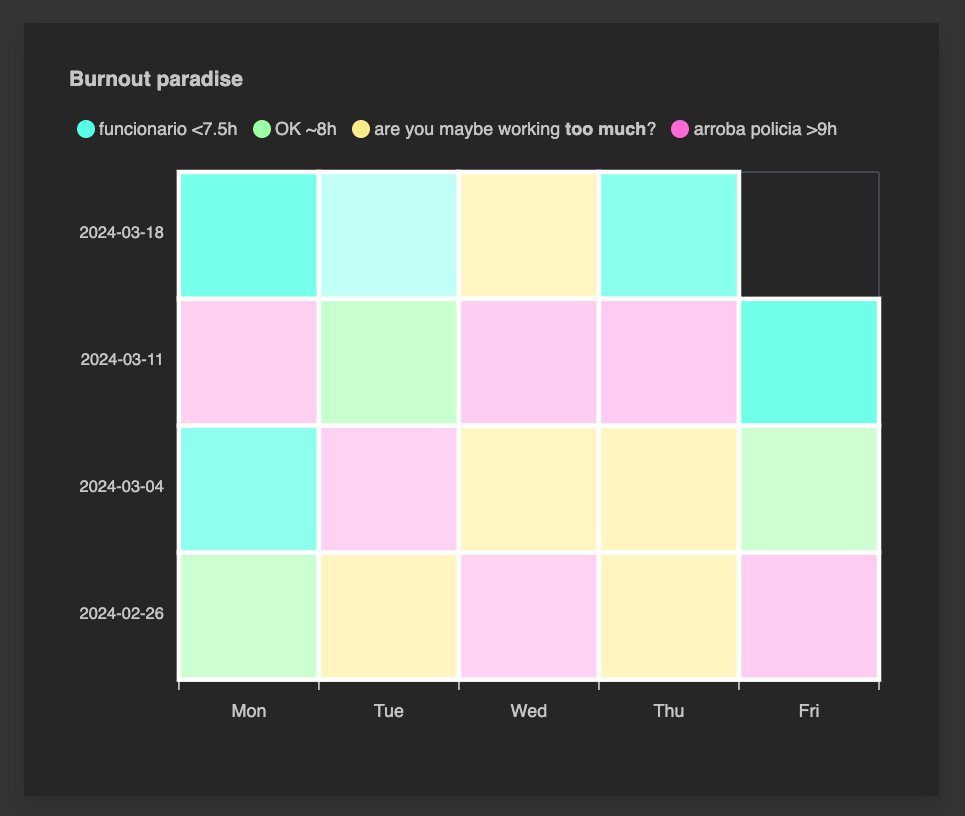 Burnout paradise
funcionario <7.5h OK ~8h are you maybe working too much? arroba policia >9h
2024-03-18
2024-03-11
2024-03-04
2024-02-26
Mon Tue Wed Thu Fri